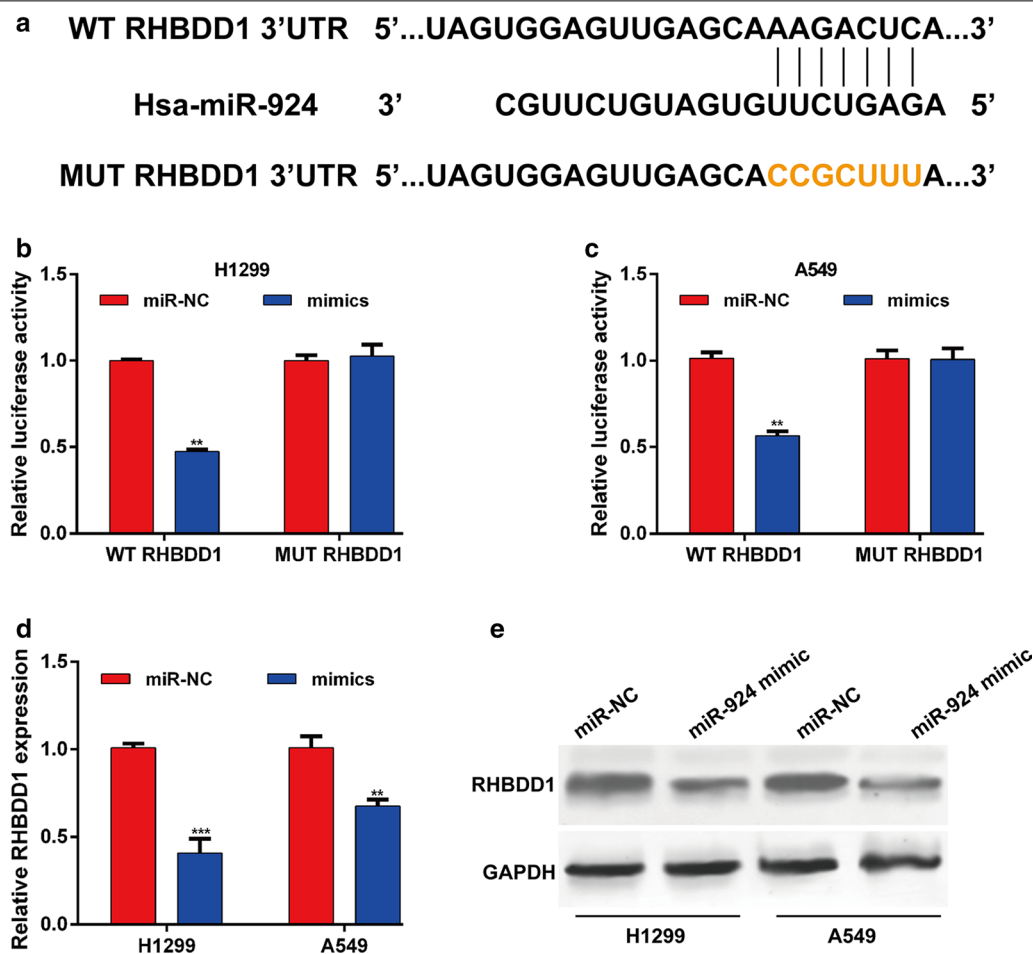 a
WT RHBDD1 3’UTR 5’...UAGUGGAGUUGAGCAAAGACUCA...3’
Hsa-miR-924 3’ CGUUCUGUAGUGUUCUGAGA 5’
MUT RHBDD1 3’UTR 5’...UAGUGGAGUUGAGCACCGCUUUA...3’
b
H1299
Relative luciferase activity
miR-NC mimics
1.5
1.0
0.5
0.0
**
WT RHBDD1 MUT RHBDD1
c
A549
Relative luciferase activity
miR-NC mimics
1.5
1.0
0.5
0.0
**
WT RHBDD1 MUT RHBDD1
d
Relative RHBDD1 expression
miR-NC mimics
1.5
1.0
0.5
0.0
***
**
H1299 A549
e
miR-NC
miR-924 mimic
miR-NC
miR-924 mimic
RHBDD1
GAPDH
H1299 A549